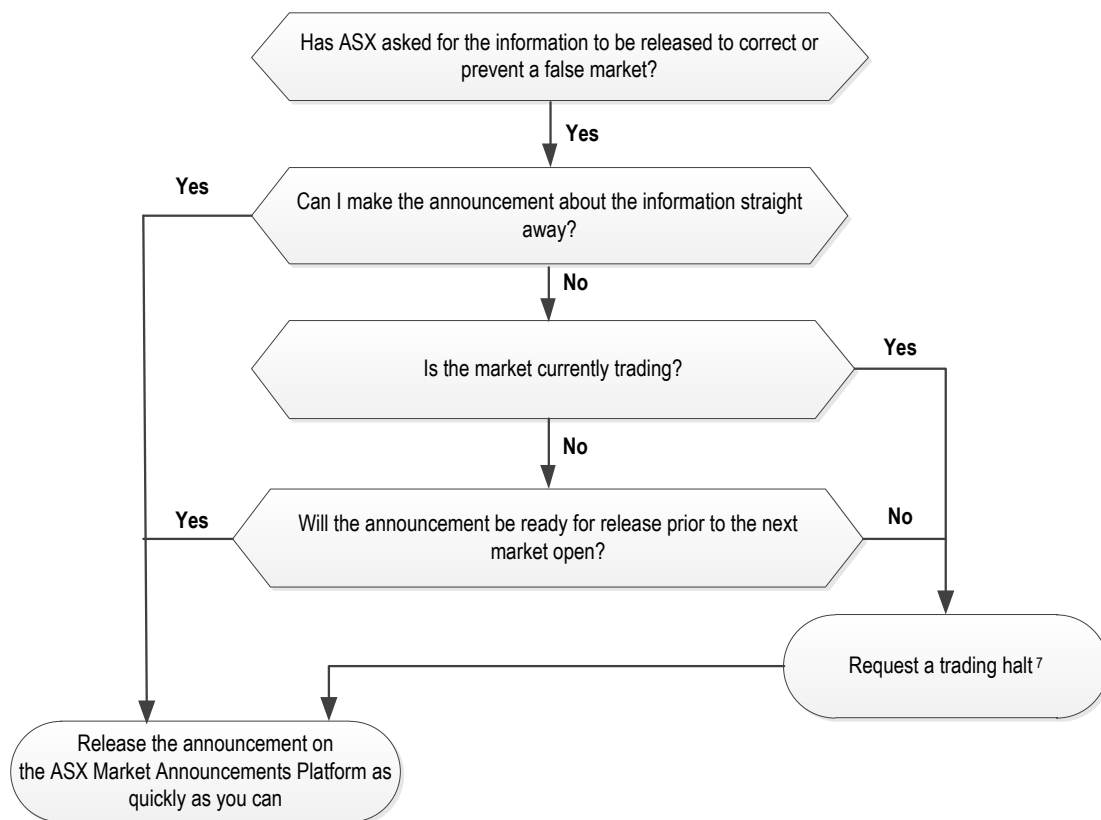 Has ASX asked for the information to be released to correct or
prevent a false market?
Yes
Yes
Can I make the announcement about the information straight
away?
No
Yes
Is the market currently trading?
No
Yes
Will the announcement be ready for release prior to the next
market open?
No
Request a trading halt 7
Release the announcement on
the ASX Market Announcements Platform as
quickly as you can